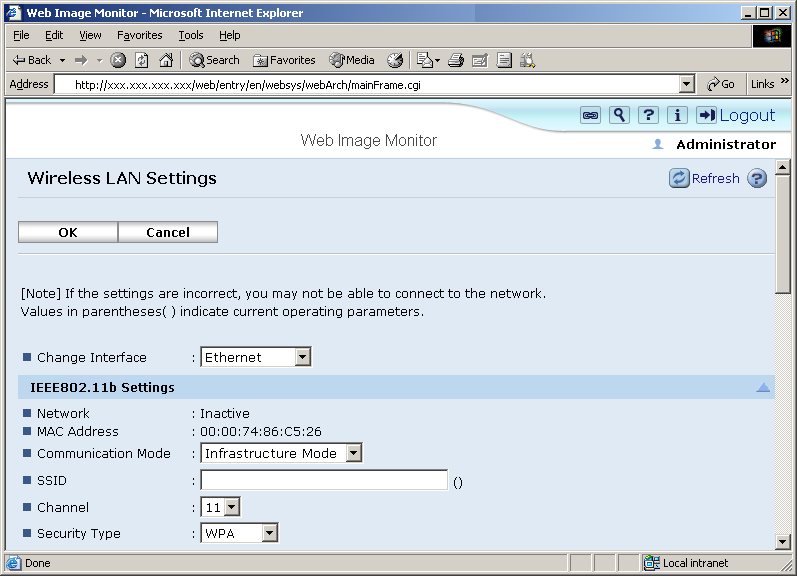 Web Image Monitor - Microsoft Internet Explorer
File Edit View Favorites Tools Help
Back Search Favorites Media
Address http://xxx.xxx.xxx.xxx/web/entry/en/websys/webArch/mainFrame.cgi Go Links »
? i Logout
Web Image Monitor
Administrator
Wireless LAN Settings Refresh ?
OK Cancel
[Note] If the settings are incorrect, you may not be able to connect to the network.
Values in parentheses( ) indicate current operating parameters.
Change Interface : Ethernet
IEEE802.11b Settings
Network : Inactive
MAC Address : 00:00:74:86:C5:26
Communication Mode : Infrastructure Mode
SSID : ()
Channel : 11
Security Type : WPA
Done Local intranet